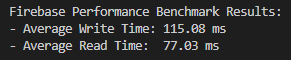 Firebase Performance Benchmark Results:
- Average Write Time: 115.08 ms
- Average Read Time:  77.03 ms